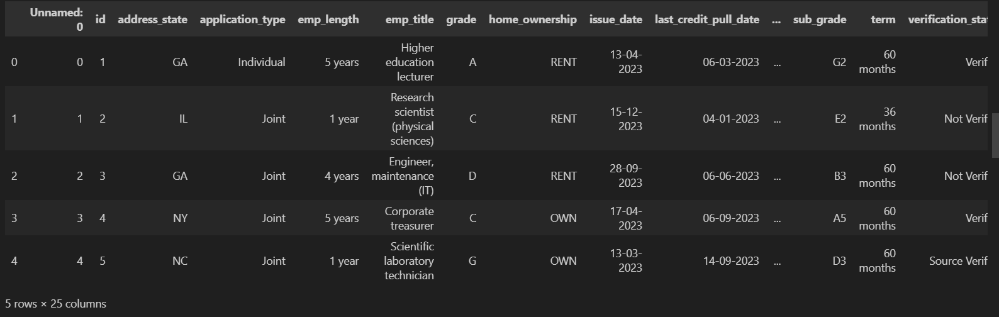 Unnamed: 0 id address_state application_type emp_length emp_title grade home_ownership issue_date last_credit_pull_date ... sub_grade term verification_stat
0 0 1 GA Individual 5 years Higher education lecturer A RENT 13-04-2023 06-03-2023 ... G2 60 months Verif
1 1 2 IL Joint 1 year Research scientist (physical sciences) C RENT 15-12-2023 04-01-2023 ... E2 36 months Not Verif
2 2 3 GA Joint 4 years Engineer, maintenance (IT) D RENT 28-09-2023 06-06-2023 ... B3 60 months Not Verif
3 3 4 NY Joint 5 years Corporate treasurer C OWN 17-04-2023 06-09-2023 ... A5 60 months Verif
4 4 5 NC Joint 1 year Scientific laboratory technician G OWN 13-03-2023 14-09-2023 ... D3 60 months Source Verif
5 rows × 25 columns